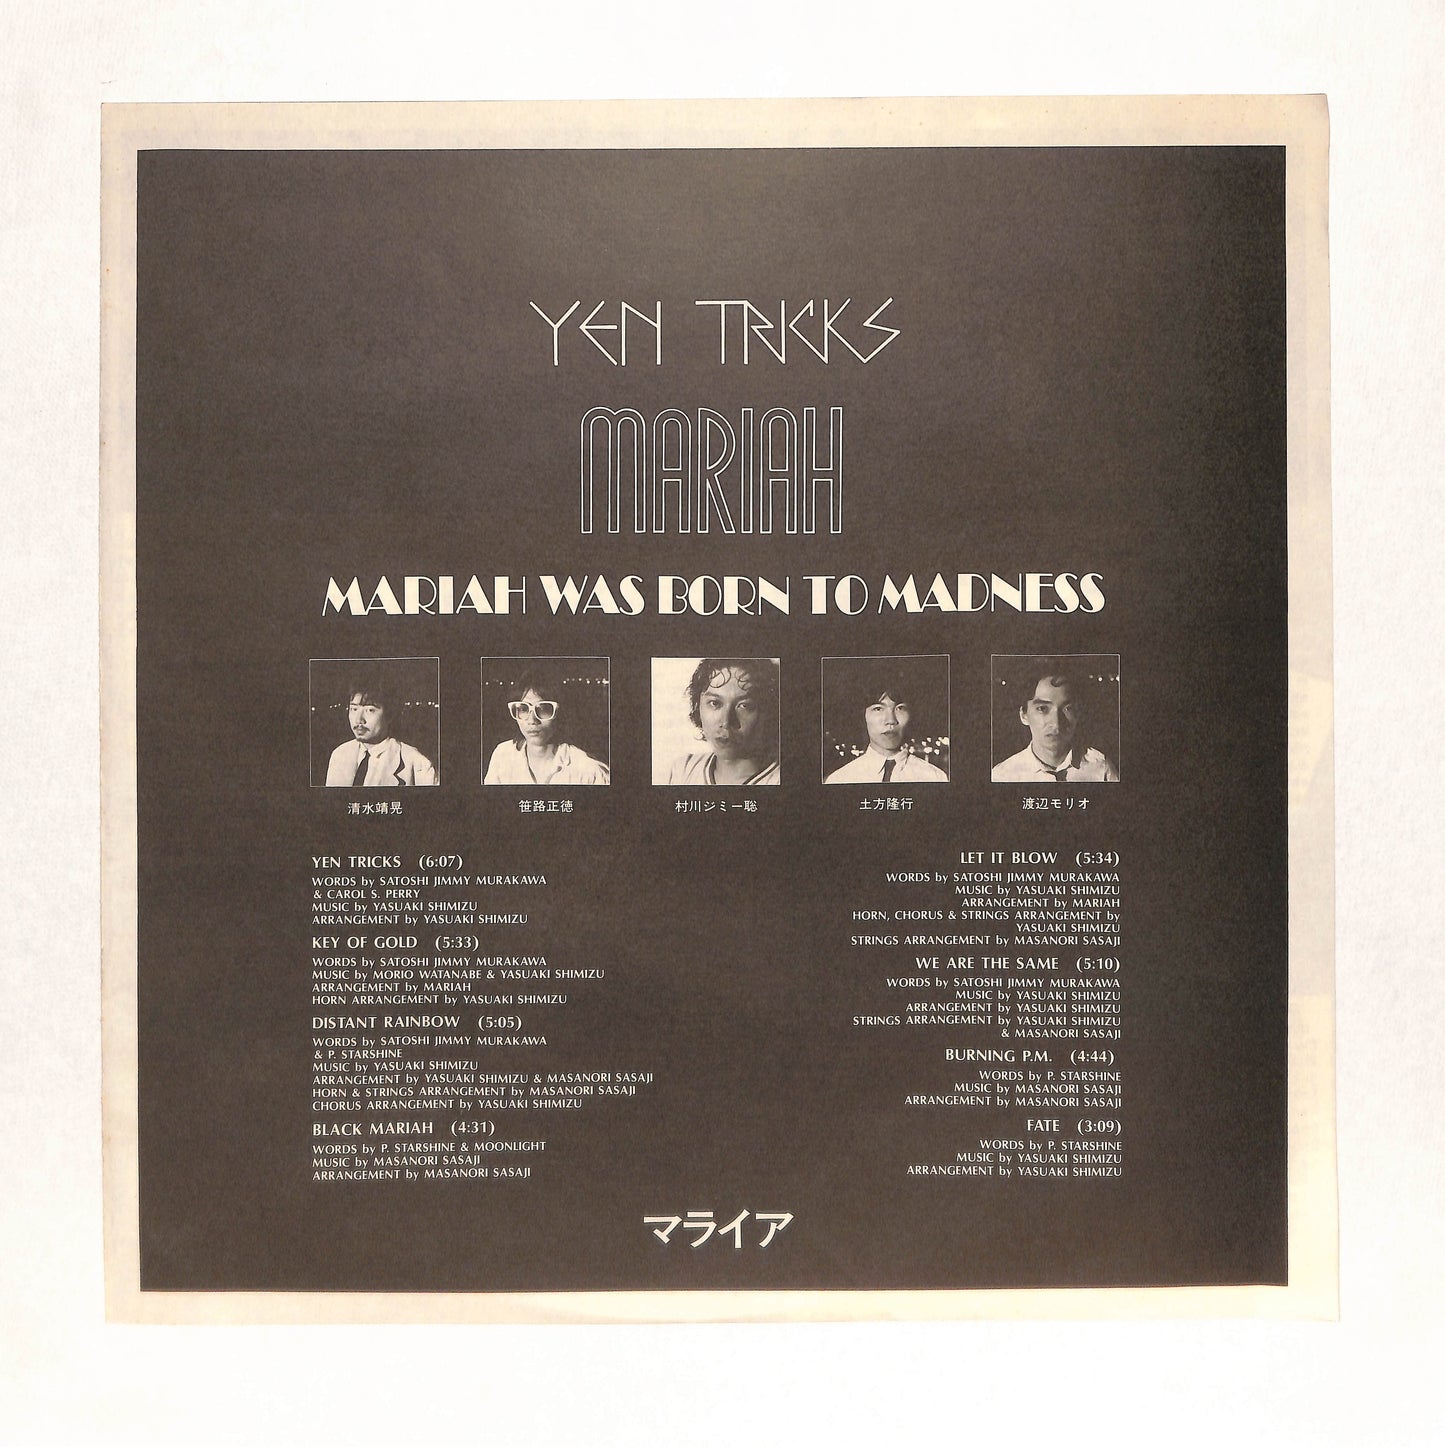 YEN TRICKS
MARIAH
MARIAH WAS BORN TO MADNESS
清水靖晃
笹路正徳
村川ジミー聡
土方隆行
渡辺モリオ
YEN TRICKS (6:07)
WORDS by SATOSHI JIMMY MURAKAWA
& CAROL S. PERRY
MUSIC by YASUAKI SHIMIZU
ARRANGEMENT by YASUAKI SHIMIZU
KEY OF GOLD (5:33)
WORDS by SATOSHI JIMMY MURAKAWA
MUSIC by MORIO WATANABE & YASUAKI SHIMIZU
ARRANGEMENT by MARIAH
HORN ARRANGEMENT by YASUAKI SHIMIZU
DISTANT RAINBOW (5:05)
WORDS by SATOSHI JIMMY MURAKAWA
& P. STARSHINE
MUSIC by YASUAKI SHIMIZU
ARRANGEMENT by YASUAKI SHIMIZU & MASANORI SASAJI
HORN & STRINGS ARRANGEMENT by MASANORI SASAJI
CHORUS ARRANGEMENT by YASUAKI SHIMIZU
BLACK MARIAH (4:31)
WORDS by P. STARSHINE & MOONLIGHT
MUSIC by MASANORI SASAJI
ARRANGEMENT by MASANORI SASAJI
LET IT BLOW (5:34)
WORDS by SATOSHI JIMMY MURAKAWA
MUSIC by YASUAKI SHIMIZU
ARRANGEMENT by MARIAH
HORN, CHORUS & STRINGS ARRANGEMENT by
YASUAKI SHIMIZU
STRINGS ARRANGEMENT by MASANORI SASAJI
WE ARE THE SAME (5:10)
WORDS by SATOSHI JIMMY MURAKAWA
MUSIC by YASUAKI SHIMIZU
ARRANGEMENT by YASUAKI SHIMIZU
STRINGS ARRANGEMENT by YASUAKI SHIMIZU
& MASANORI SASAJI
BURNING P.M. (4:44)
WORDS by P. STARSHINE
MUSIC by MASANORI SASAJI
ARRANGEMENT by MASANORI SASAJI
FATE (3:09)
WORDS by P. STARSHINE
MUSIC by YASUAKI SHIMIZU
ARRANGEMENT by YASUAKI SHIMIZU
マライア